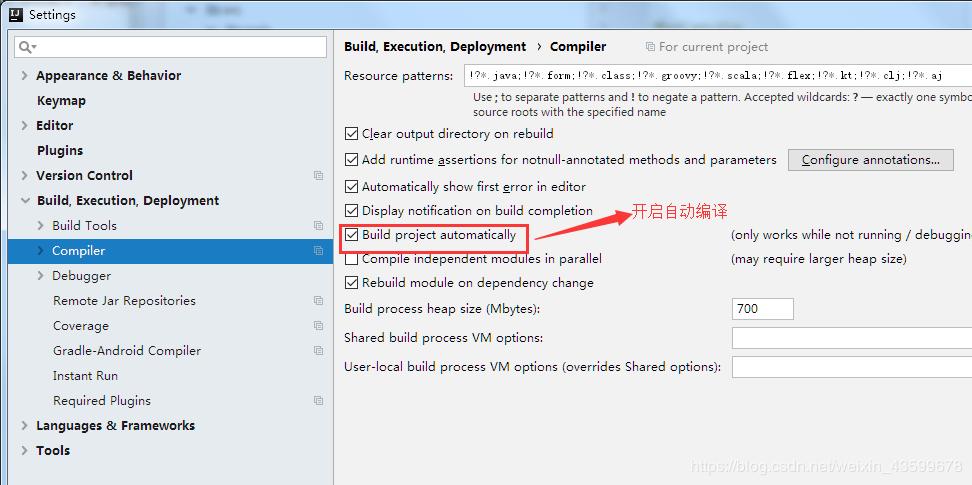 Settings
Build, Execution, Deployment › Compiler
For current project
Appearance & Behavior
Keymap
Editor
Plugins
Version Control
Build, Execution, Deployment
Build Tools
Compiler
Debugger
Remote Jar Repositories
Coverage
Gradle-Android Compiler
Instant Run
Required Plugins
Languages & Frameworks
Tools
Resource patterns: !?*.java;!?*.form;!?*.class;!?*.groovy;!?*.scala;!?*.flex;!?*.kt;!?*.clj;!?*.aj
Use ; to separate patterns and ! to negate a pattern. Accepted wildcards: ? — exactly one symbo
source roots with the specified name
Clear output directory on rebuild
Add runtime assertions for notnull-annotated methods and parameters Configure annotations...
Automatically show first error in editor
Display notification on build completion 开启自动编译
Build project automatically (only works while not running / debugging
Compile independent modules in parallel (may require larger heap size)
Rebuild module on dependency change
Build process heap size (Mbytes): 700
Shared build process VM options:
User-local build process VM options (overrides Shared options):
https://blog.csdn.net/weixin_43599678